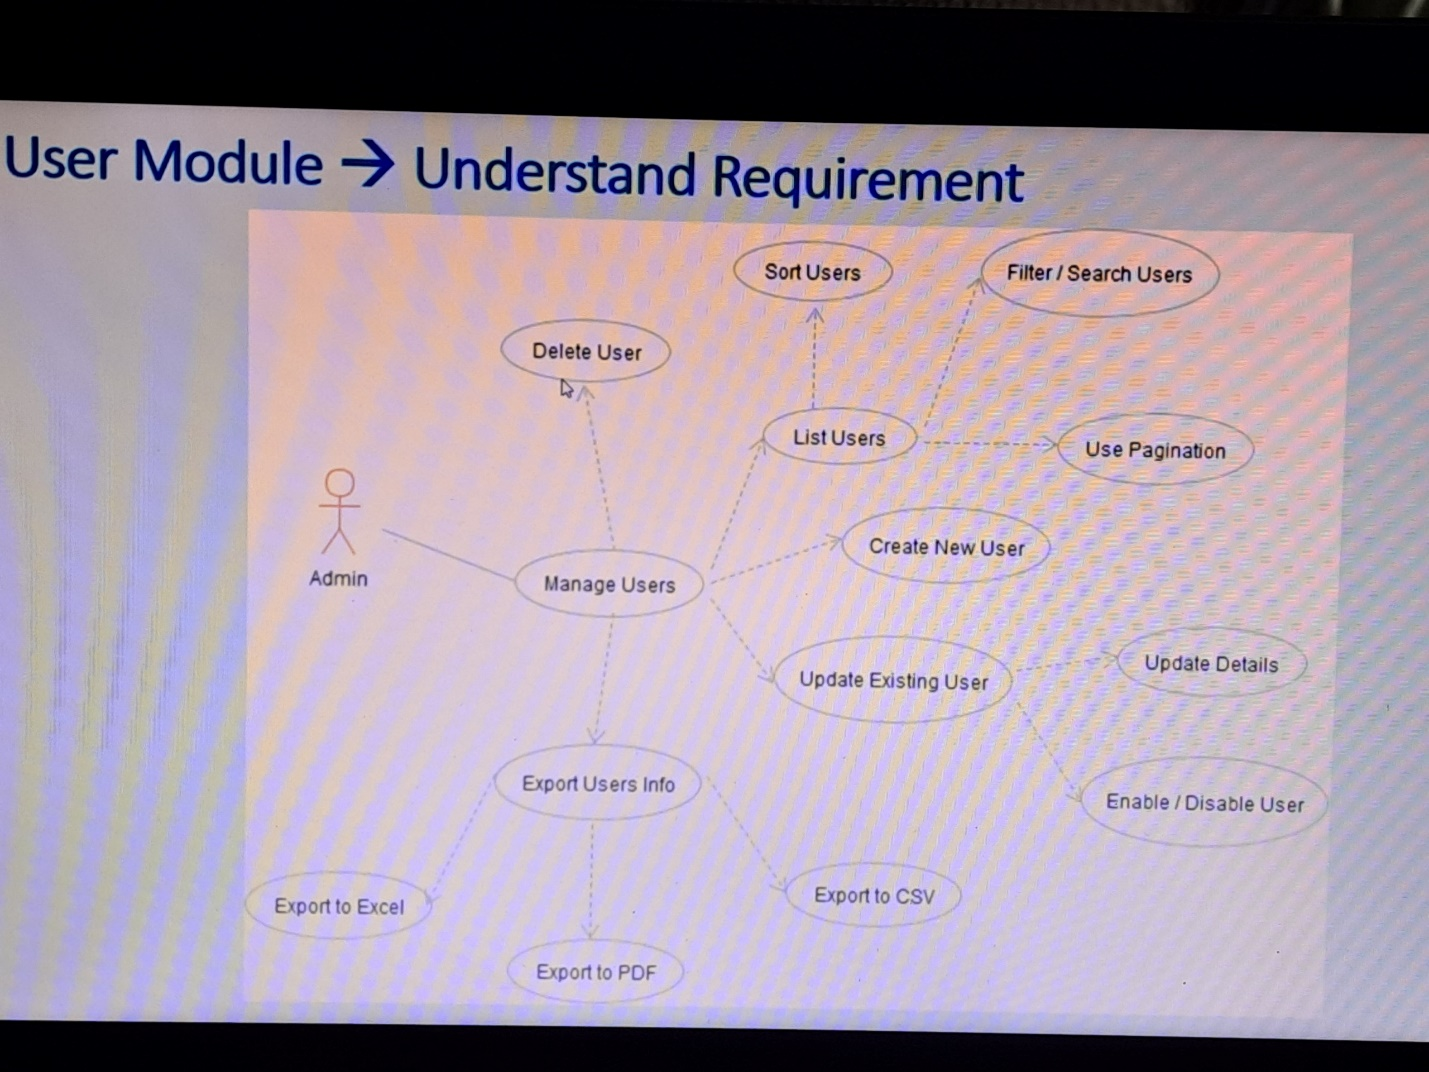 User Module → Understand Requirement
Sort Users
Filter / Search Users
Delete User
List Users
Use Pagination
Create New User
Admin
Manage Users
Update Existing User
Update Details
Export Users Info
Enable / Disable User
Export to Excel
Export to CSV
Export to PDF